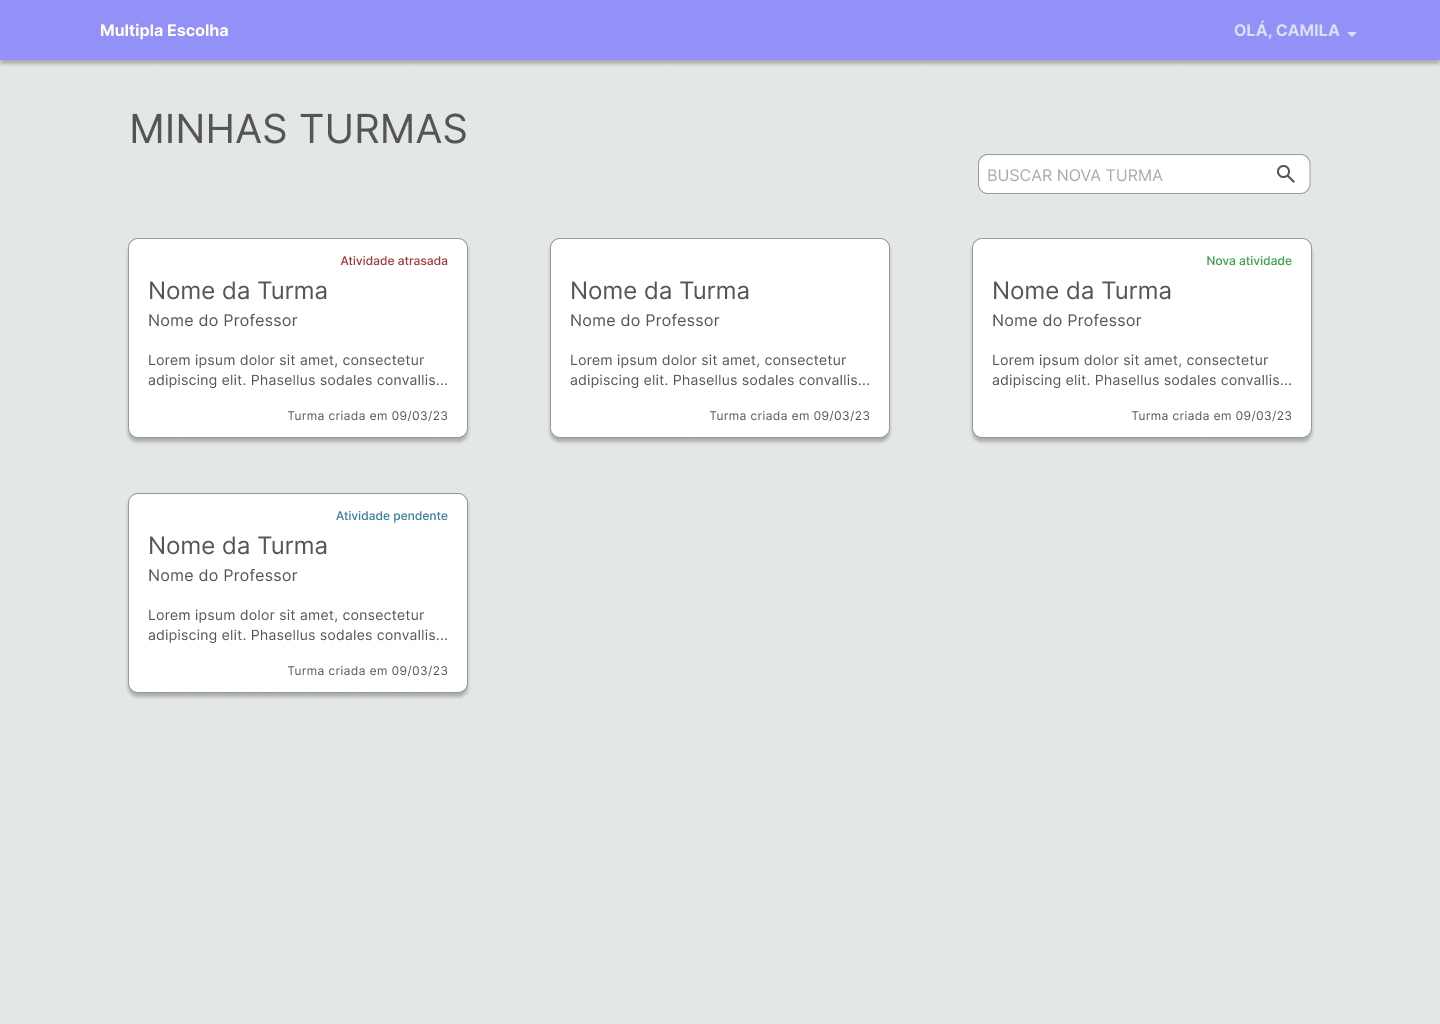 Multipla Escolha
OLÁ, CAMILA
MINHAS TURMAS
BUSCAR NOVA TURMA
Atividade atrasada
Nome da Turma
Nome do Professor
Lorem ipsum dolor sit amet, consectetur
adipiscing elit. Phasellus sodales convallis...
Turma criada em 09/03/23
Nome da Turma
Nome do Professor
Lorem ipsum dolor sit amet, consectetur
adipiscing elit. Phasellus sodales convallis...
Turma criada em 09/03/23
Nova atividade
Nome da Turma
Nome do Professor
Lorem ipsum dolor sit amet, consectetur
adipiscing elit. Phasellus sodales convallis...
Turma criada em 09/03/23
Atividade pendente
Nome da Turma
Nome do Professor
Lorem ipsum dolor sit amet, consectetur
adipiscing elit. Phasellus sodales convallis...
Turma criada em 09/03/23